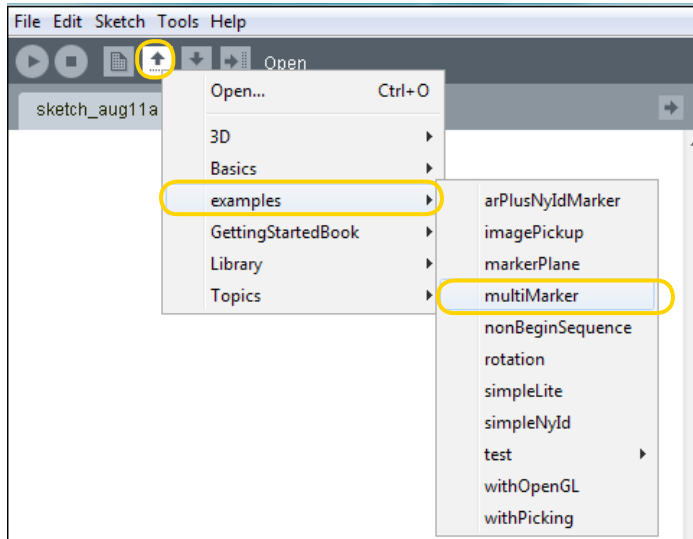 File Edit Sketch Tools Help
Open
sketch_aug11a
Open... Ctrl+O
3D
Basics
examples
GettingStartedBook
Library
Topics
arPlusNyIdMarker
imagePickup
markerPlane
multiMarker
nonBeginSequence
rotation
simpleLite
simpleNyId
test
withOpenGL
withPicking